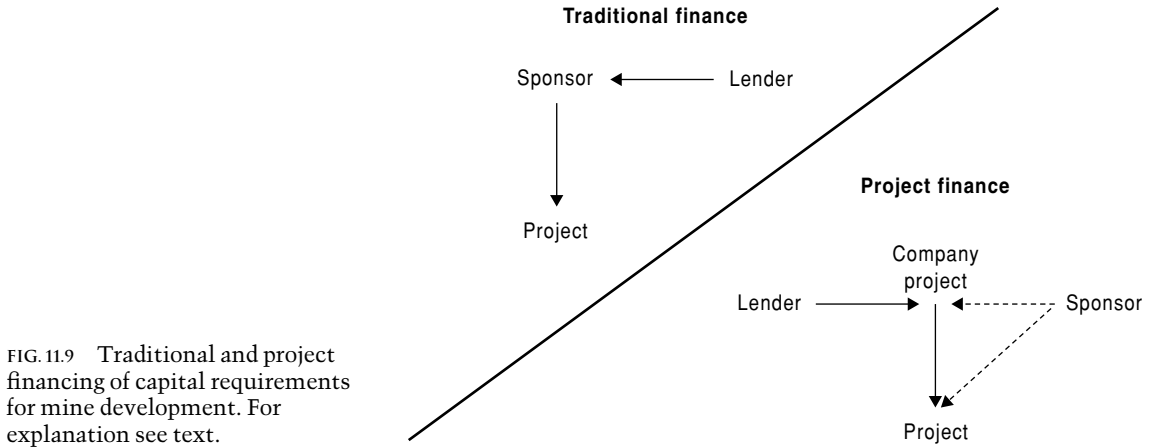 Traditional finance
Sponsor
Lender
Project
Project finance
Company
project
Lender
Sponsor
Project
FIG. 11.9 Traditional and project
financing of capital requirements
for mine development. For
explanation see text.